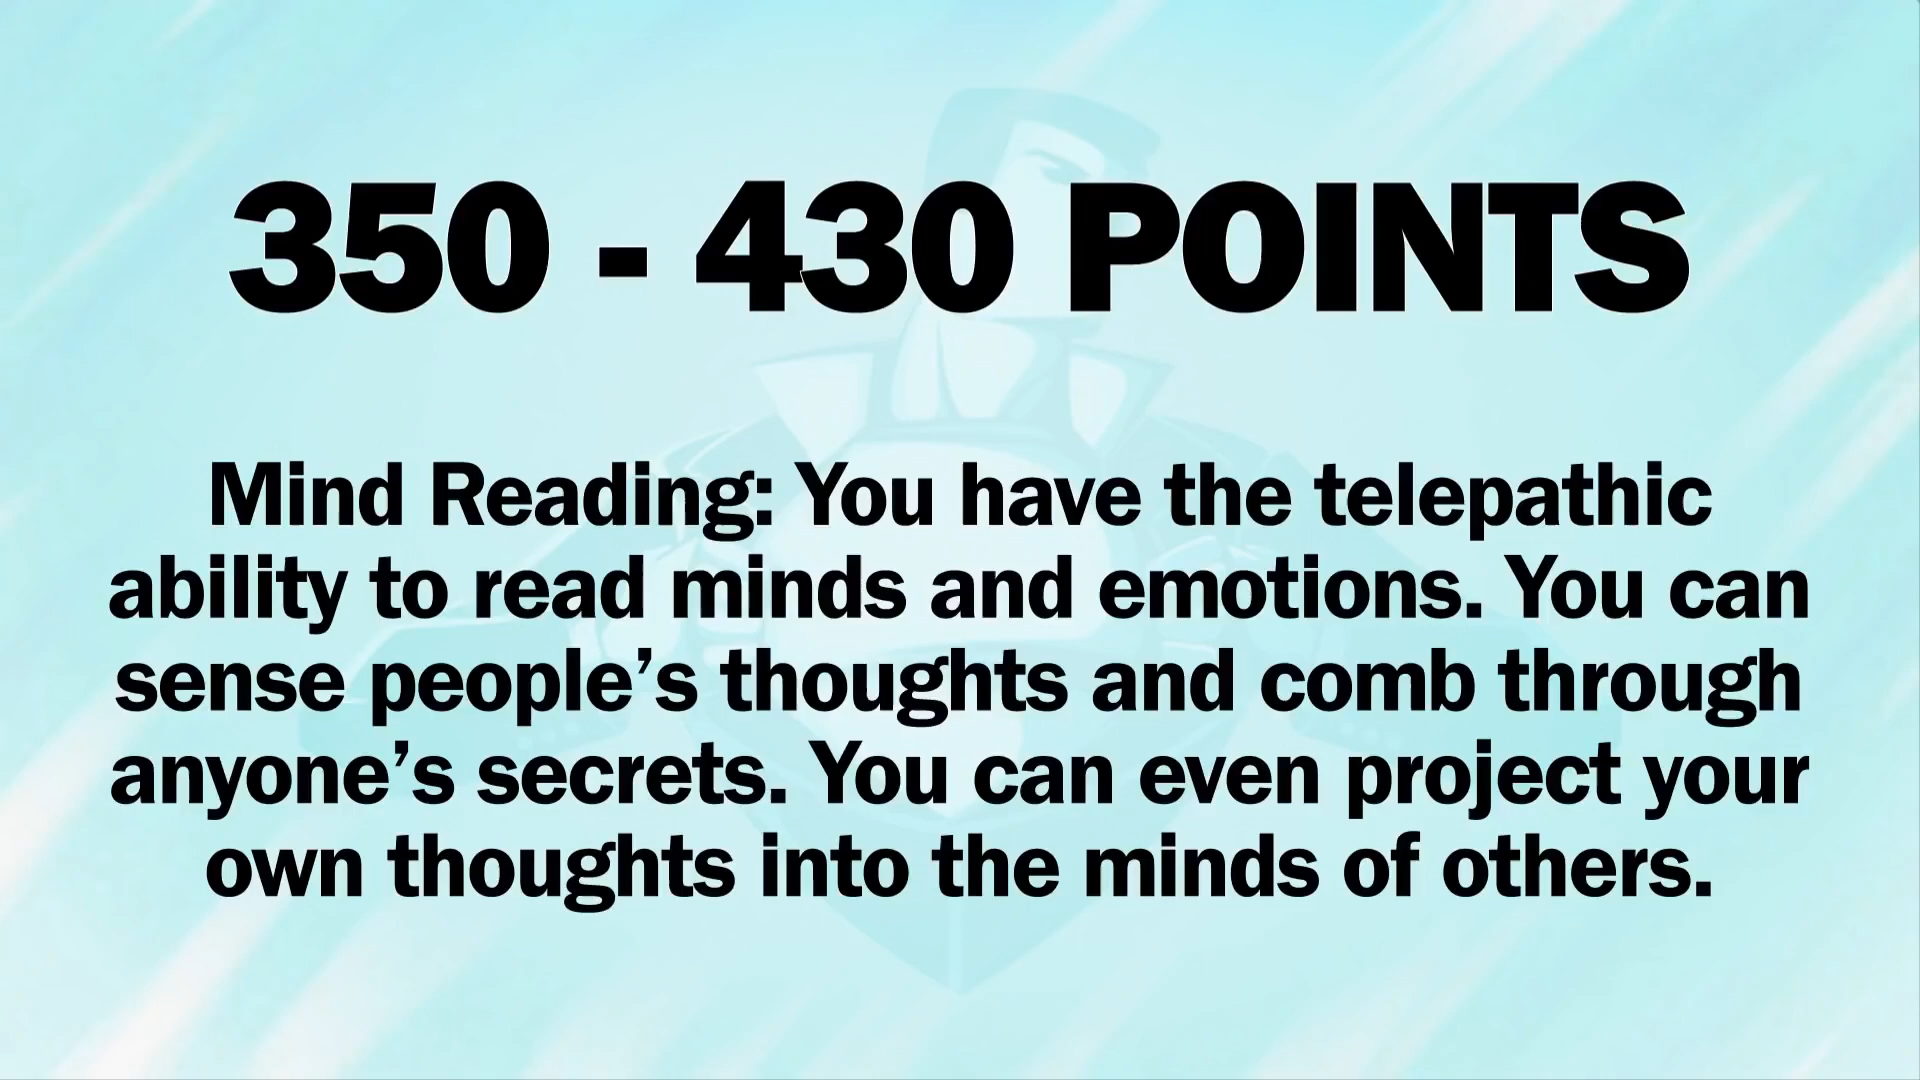 350 - 430 POINTS
Mind Reading: You have the telepathic
ability to read minds and emotions. You can
sense people’s thoughts and comb through
anyone’s secrets. You can even project your
own thoughts into the minds of others.